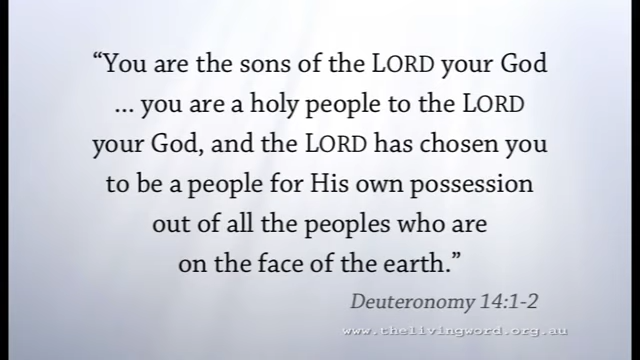 “You are the sons of the LORD your God
... you are a holy people to the LORD
your God, and the LORD has chosen you
to be a people for His own possession
out of all the peoples who are
on the face of the earth.”
Deuteronomy 14:1-2
www.thelivingword.org.au